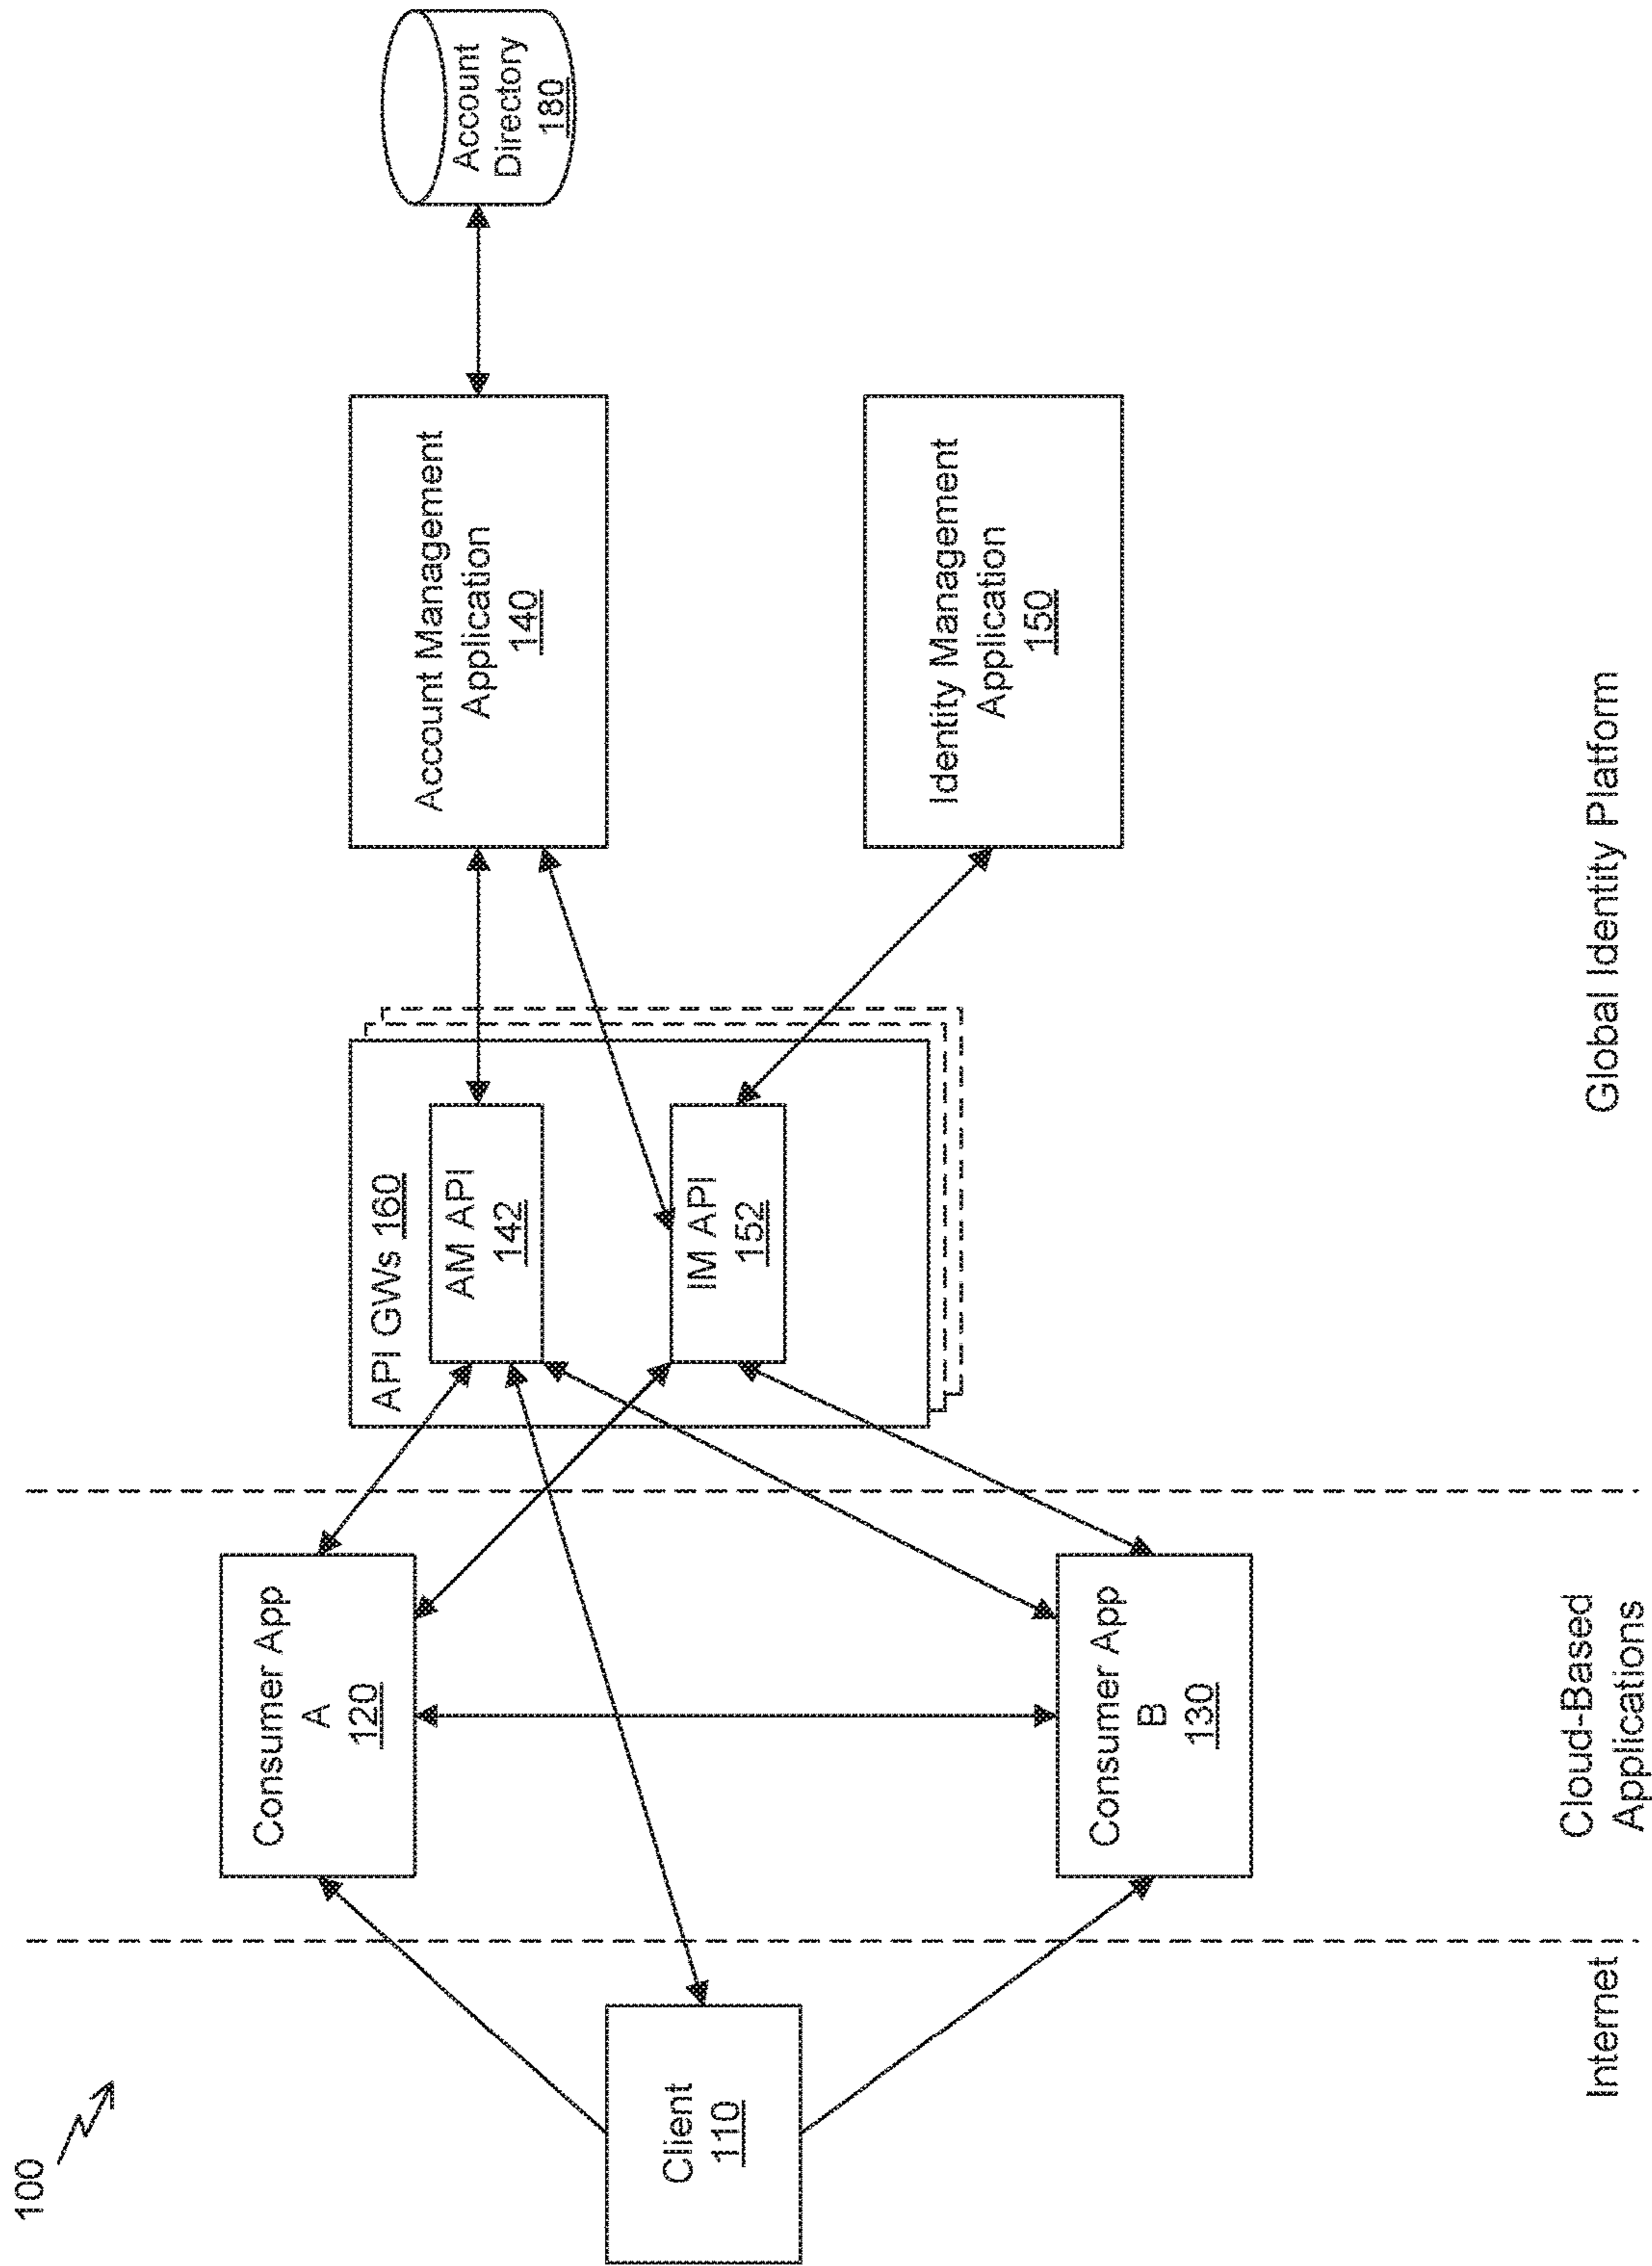 100
Client
110
Consumer App
A
120
Consumer App
B
130
API GWs 160
AM API
142
IM API
152
Account Management
Application
140
Identity Management
Application
150
Account
Directory
180
Internet
Cloud-Based
Applications
Global Identity Platform